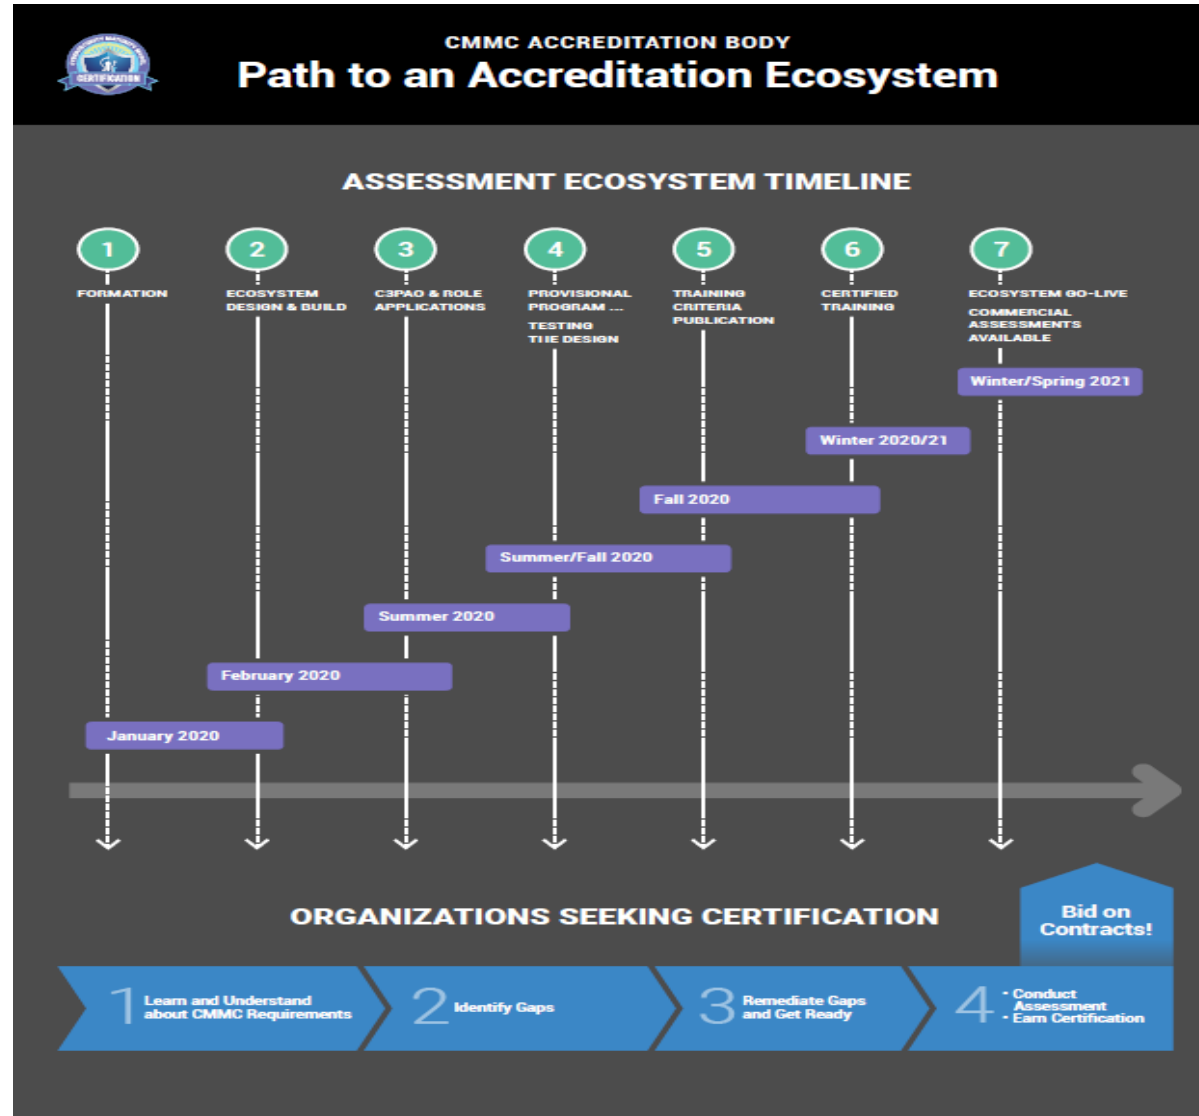 CERTIFICATION
CMMC ACCREDITATION BODY
Path to an Accreditation Ecosystem
ASSESSMENT ECOSYSTEM TIMELINE
1
2
3
4
5
6
7
FORMATION
ECOSYSTEM
DESIGN & BUILD
C3PAO & ROLE
APPLICATIONS
PROVISIONAL
PROGRAM ...
TESTING
THE DESIGN
TRAINING
CRITERIA
PUBLICATION
CERTIFIED
TRAINING
ECOSYSTEM GO-LIVE
COMMERCIAL
ASSESSMENTS
AVAILABLE
Winter/Spring 2021
Winter 2020/21
Fall 2020
Summer/Fall 2020
Summer 2020
February 2020
January 2020
ORGANIZATIONS SEEKING CERTIFICATION
Bid on
Contracts!
1 Learn and Understand
about CMMC Requirements
2 Identify Gaps
3 Remediate Gaps
and Get Ready
4 • Conduct
Assessment
• Earn Certification